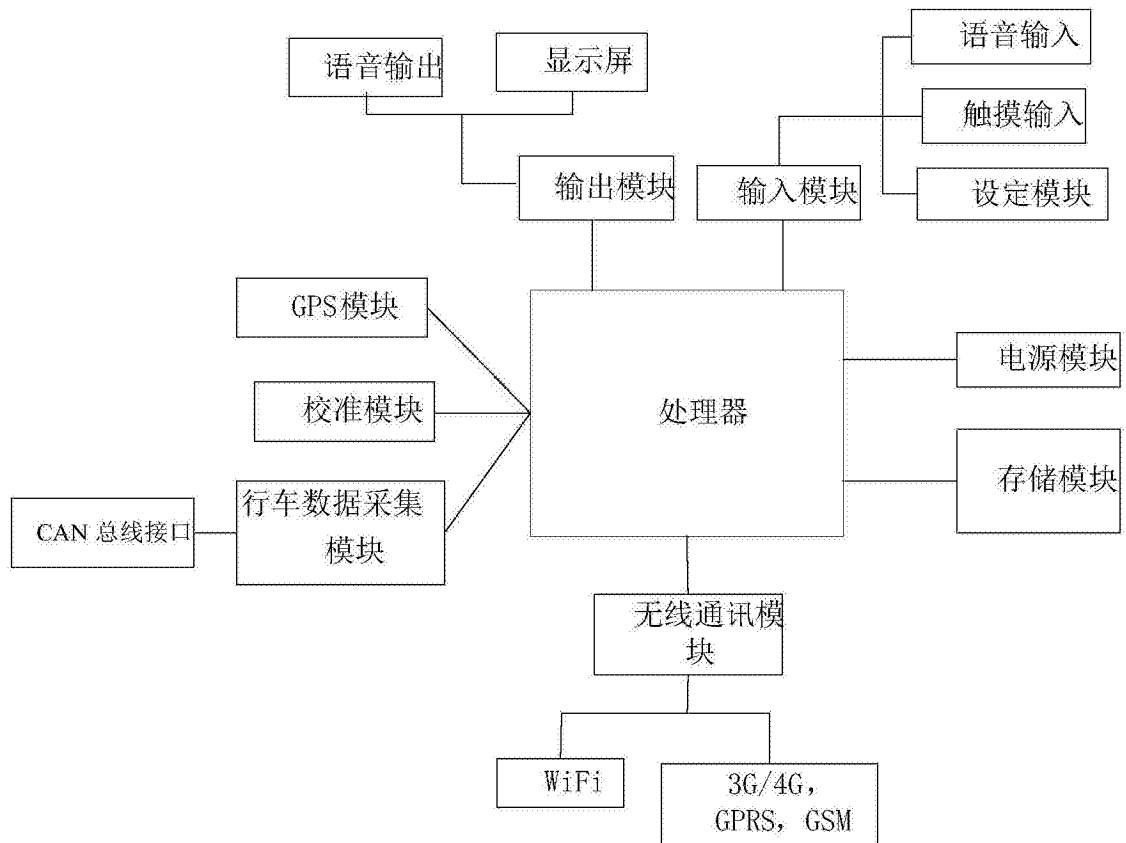 语音输出
显示屏
语音输入
触摸输入
设定模块
输出模块
输入模块
GPS模块
校准模块
行车数据采集
模块
CAN 总线接口
处理器
电源模块
存储模块
无线通讯模
块
WiFi
3G/4G，
GPRS，GSM